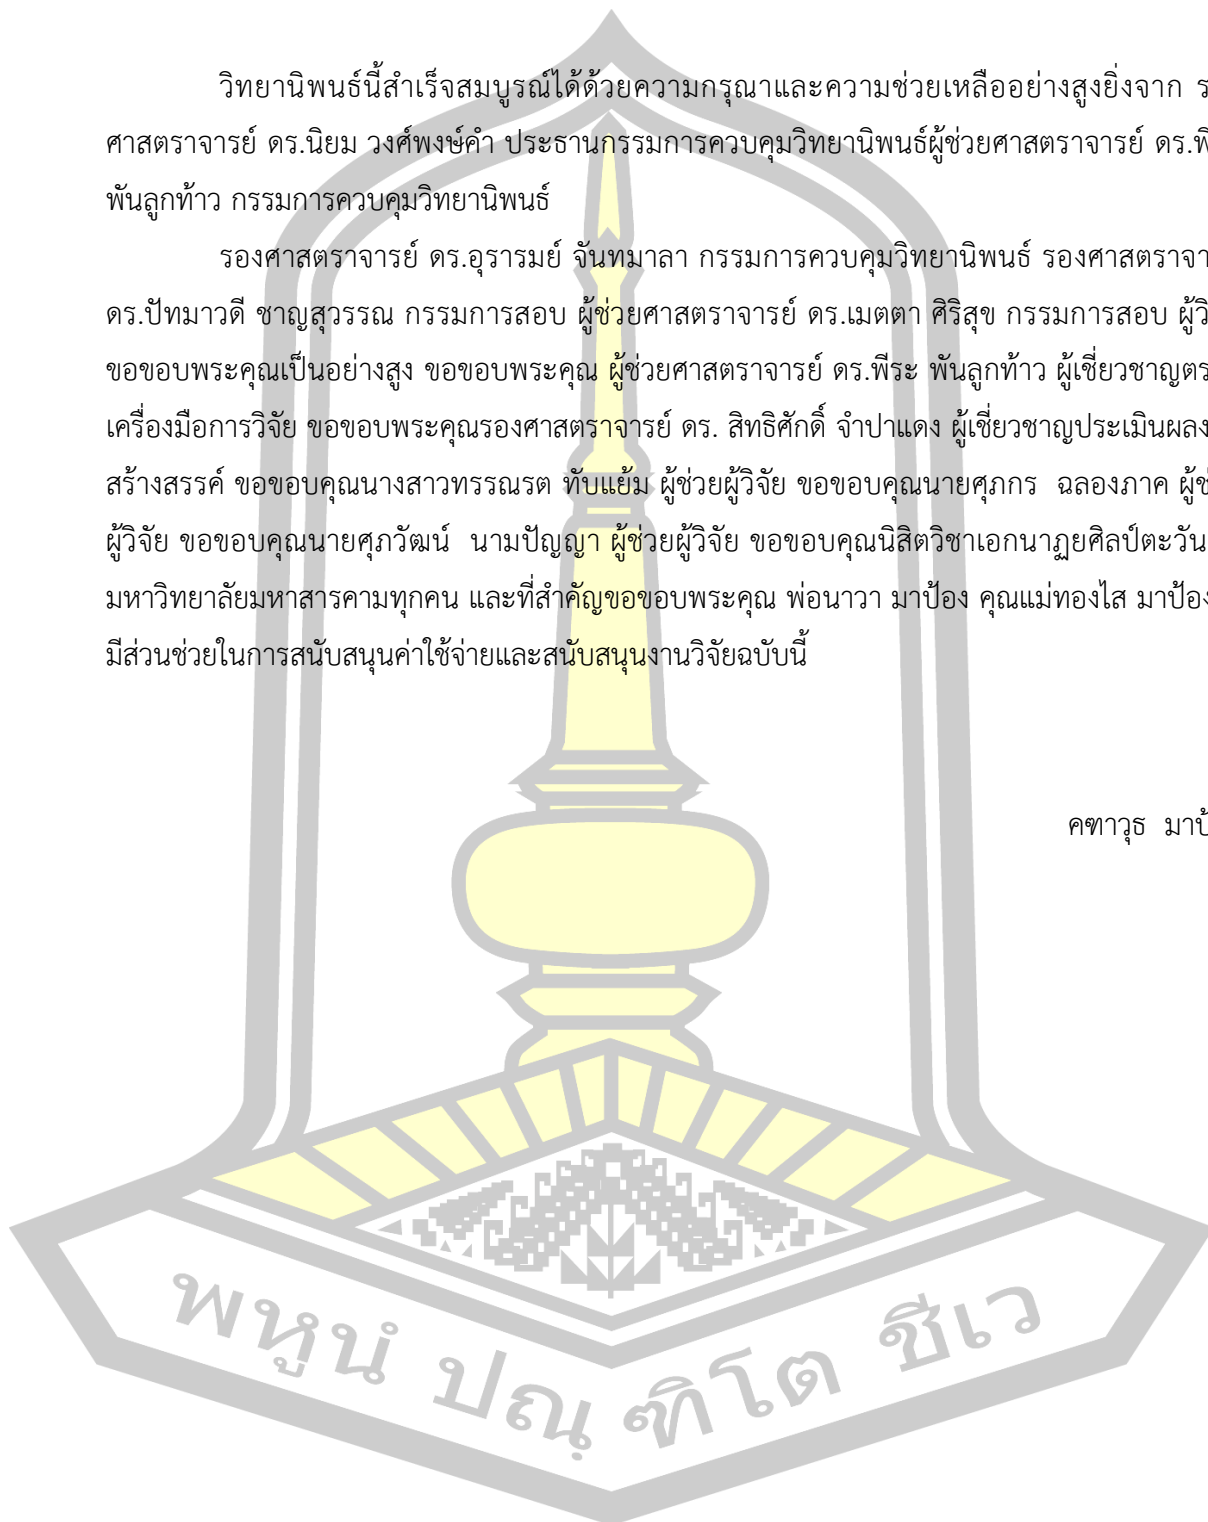 วิทยานิพนธ์นี้สำเร็จสมบูรณ์ได้ด้วยความกรุณาและความช่วยเหลืออย่างสูงยิ่งจาก ร
ศาสตราจารย์ ดร.นิยม วงศ์พงษ์คำ ประธานกรรมการควบคุมวิทยานิพนธ์ผู้ช่วยศาสตราจารย์ ดร.พี
พันลูกท้าว กรรมการควบคุมวิทยานิพนธ์
รองศาสตราจารย์ ดร.อุรารมย์ จันทมาลา กรรมการควบคุมวิทยานิพนธ์ รองศาสตราจา
ดร.ปัทมาวดี ชาญสุวรรณ กรรมการสอบ ผู้ช่วยศาสตราจารย์ ดร.เมตตา ศิริสุข กรรมการสอบ ผู้วิ
ขอขอบพระคุณเป็นอย่างสูง ขอขอบพระคุณ ผู้ช่วยศาสตราจารย์ ดร.พีระ พันลูกท้าว ผู้เชี่ยวชาญตร
เครื่องมือการวิจัย ขอขอบพระคุณรองศาสตราจารย์ ดร. สิทธิศักดิ์ จำปาแดง ผู้เชี่ยวชาญประเมินผลง
สร้างสรรค์ ขอขอบคุณนางสาวทรรณรต ทับแย้ม ผู้ช่วยผู้วิจัย ขอขอบคุณนายศุภกร ฉลองภาค ผู้ช่
ผู้วิจัย ขอขอบคุณนายศุภวัฒน์ นามปัญญา ผู้ช่วยผู้วิจัย ขอขอบคุณนิสิตวิชาเอกนาฏยศิลป์ตะวัน
มหาวิทยาลัยมหาสารคามทุกคน และที่สำคัญขอขอบพระคุณ พ่อนาวา มาป้อง คุณแม่ทองไส มาป้อง
มีส่วนช่วยในการสนับสนุนค่าใช้จ่ายและสนับสนุนงานวิจัยฉบับนี้
คฑาวุธ มาป้
พหูนํ ปณฺฑิโต ชีเว